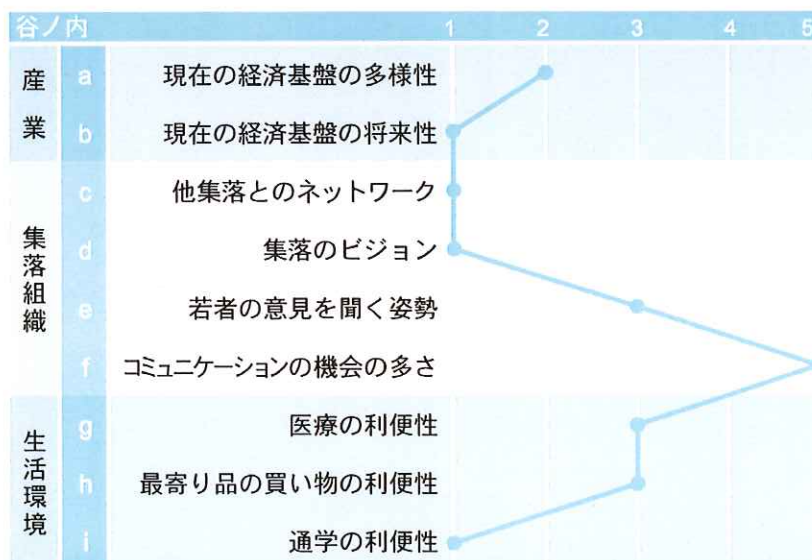 谷ノ内 1 2 3 4 5
産業
a 現在の経済基盤の多様性
b 現在の経済基盤の将来性
集落組織
c 他集落とのネットワーク
d 集落のビジョン
e 若者の意見を聞く姿勢
f コミュニケーションの機会の多さ
生活環境
g 医療の利便性
h 最寄り品の買い物の利便性
i 通学の利便性